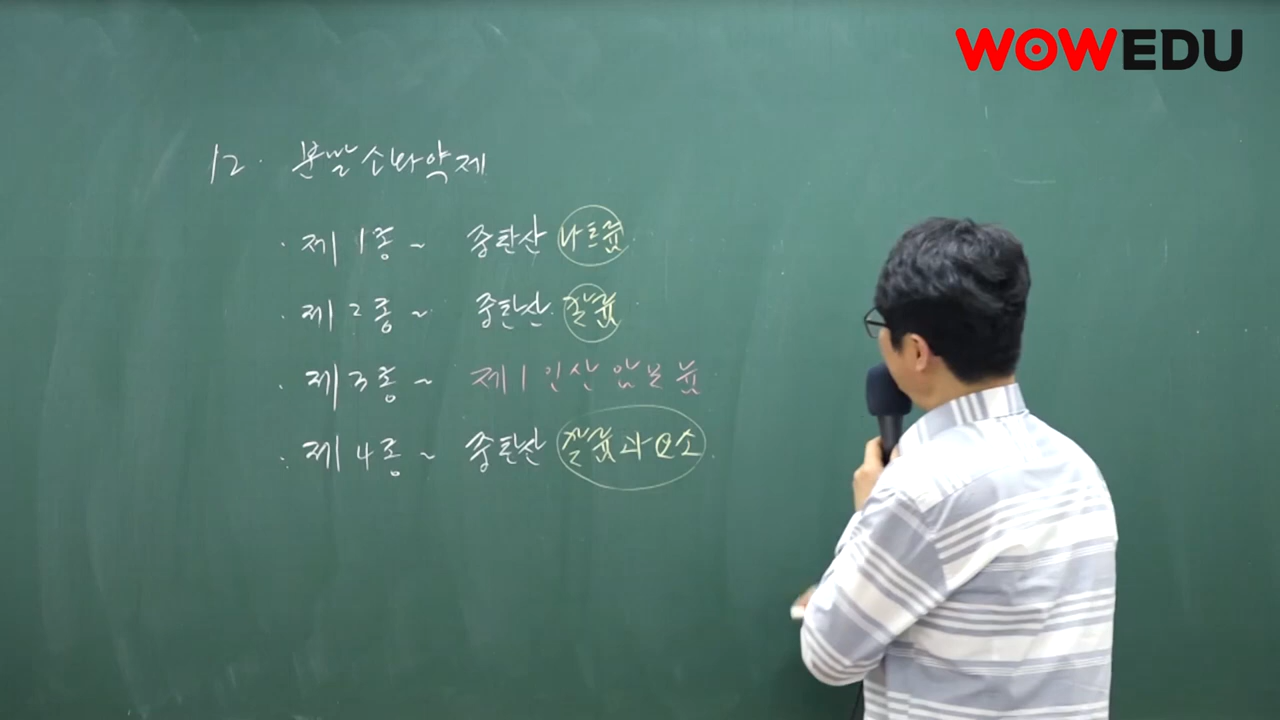 WOWEDU
12. 분말소화약제
· 제1종 ~ 중탄산 나트륨
· 제2종 ~ 중탄산 칼륨
· 제3종 ~ 제1인산암모늄
· 제4종 ~ 중탄산 칼륨과 요소